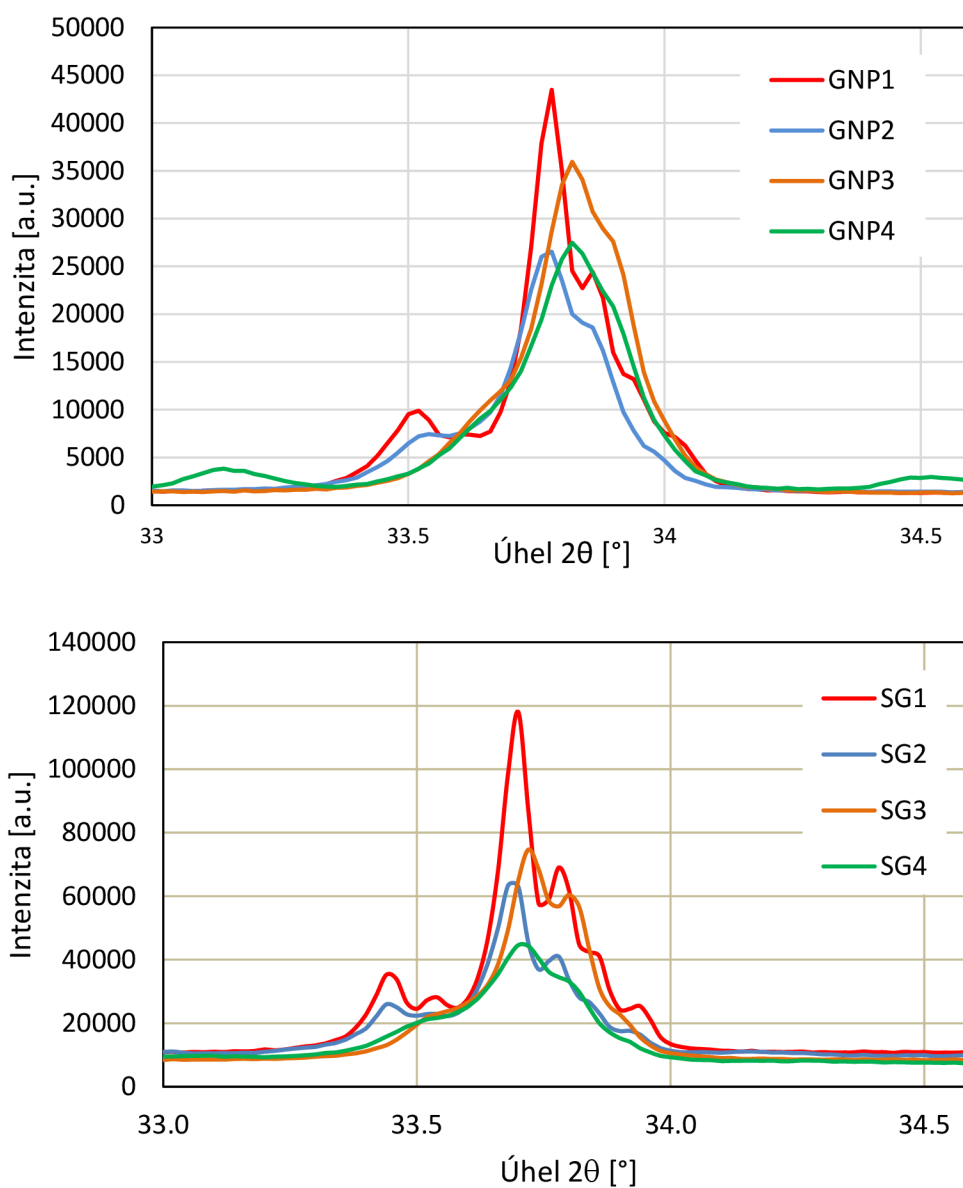 50000
45000
40000
35000
30000
25000
20000
15000
10000
5000
0
Intenzita [a.u.]
GNP1
GNP2
GNP3
GNP4
33 33.5 34 34.5
Úhel 2θ [°]
140000
120000
100000
80000
60000
40000
20000
0
Intenzita [a.u.]
SG1
SG2
SG3
SG4
33.0 33.5 34.0 34.5
Úhel 2θ [°]